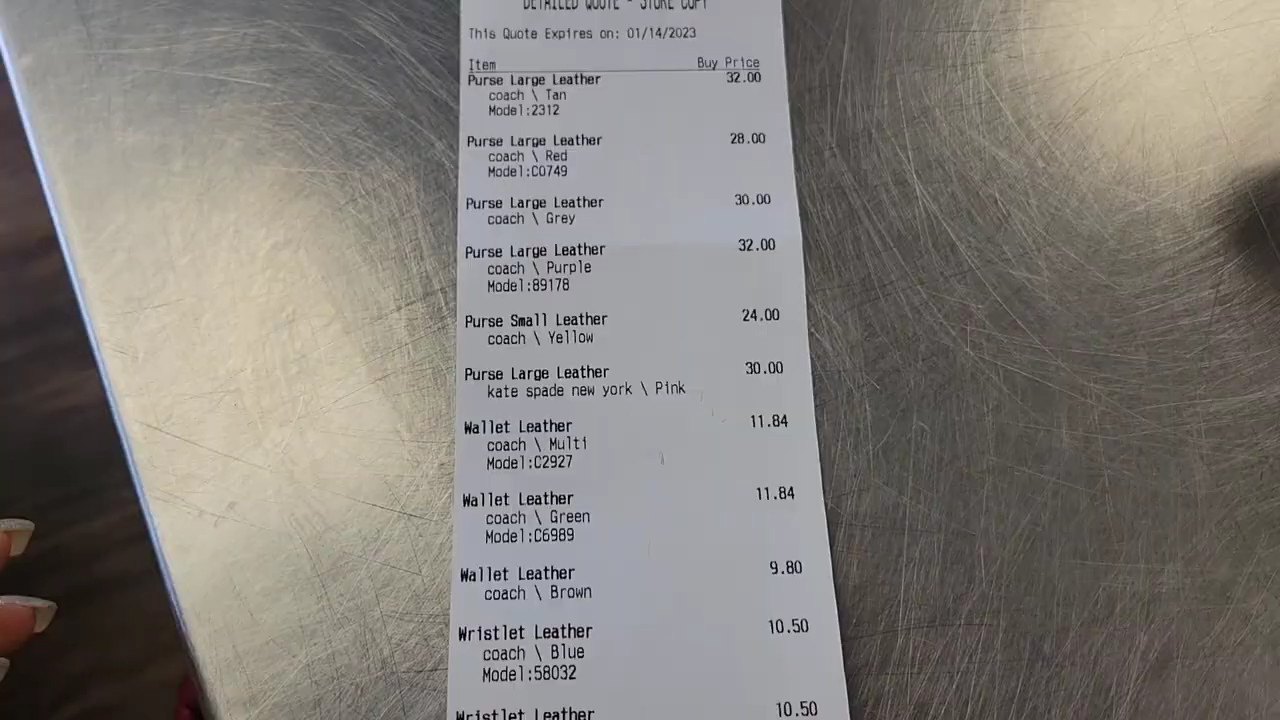 DETAILED QUOTE - STORE COPY
This Quote Expires on: 01/14/2023
Item Buy Price
Purse Large Leather 32.00
coach \ Tan
Model:2312
Purse Large Leather 28.00
coach \ Red
Model:C0749
Purse Large Leather 30.00
coach \ Grey
Purse Large Leather 32.00
coach \ Purple
Model:89178
Purse Small Leather 24.00
coach \ Yellow
Purse Large Leather 30.00
kate spade new york \ Pink
Wallet Leather 11.84
coach \ Multi
Model:C2927
Wallet Leather 11.84
coach \ Green
Model:C6989
Wallet Leather 9.80
coach \ Brown
Wristlet Leather 10.50
coach \ Blue
Model:58032
Wristlet Leather 10.50